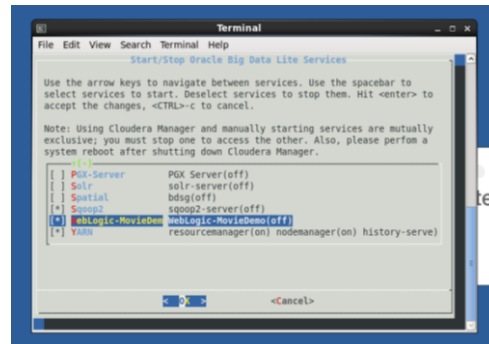 Terminal
File Edit View Search Terminal Help
Start/Stop Oracle Big Data Lite Services
Use the arrow keys to navigate between services. Use the spacebar to
select services to start. Deselect services to stop them. Hit <enter> to
accept the changes, <CTRL>-c to cancel.
Note: Using Cloudera Manager and manually starting services are mutually
exclusive; you must stop one to access the other. Also, please perfom a
system reboot after shutting down Cloudera Manager.
[ ] PGX-Server PGX Server(off)
[ ] Solr solr-server(off)
[ ] Spatial bdsg(off)
[*] Sqoop2 sqoop2-server(off)
[*] WebLogic-MovieDem WebLogic-MovieDemo(off)
[*] YARN resourcemanager(on) nodemanager(on) history-serve)
< OK > <Cancel>
te